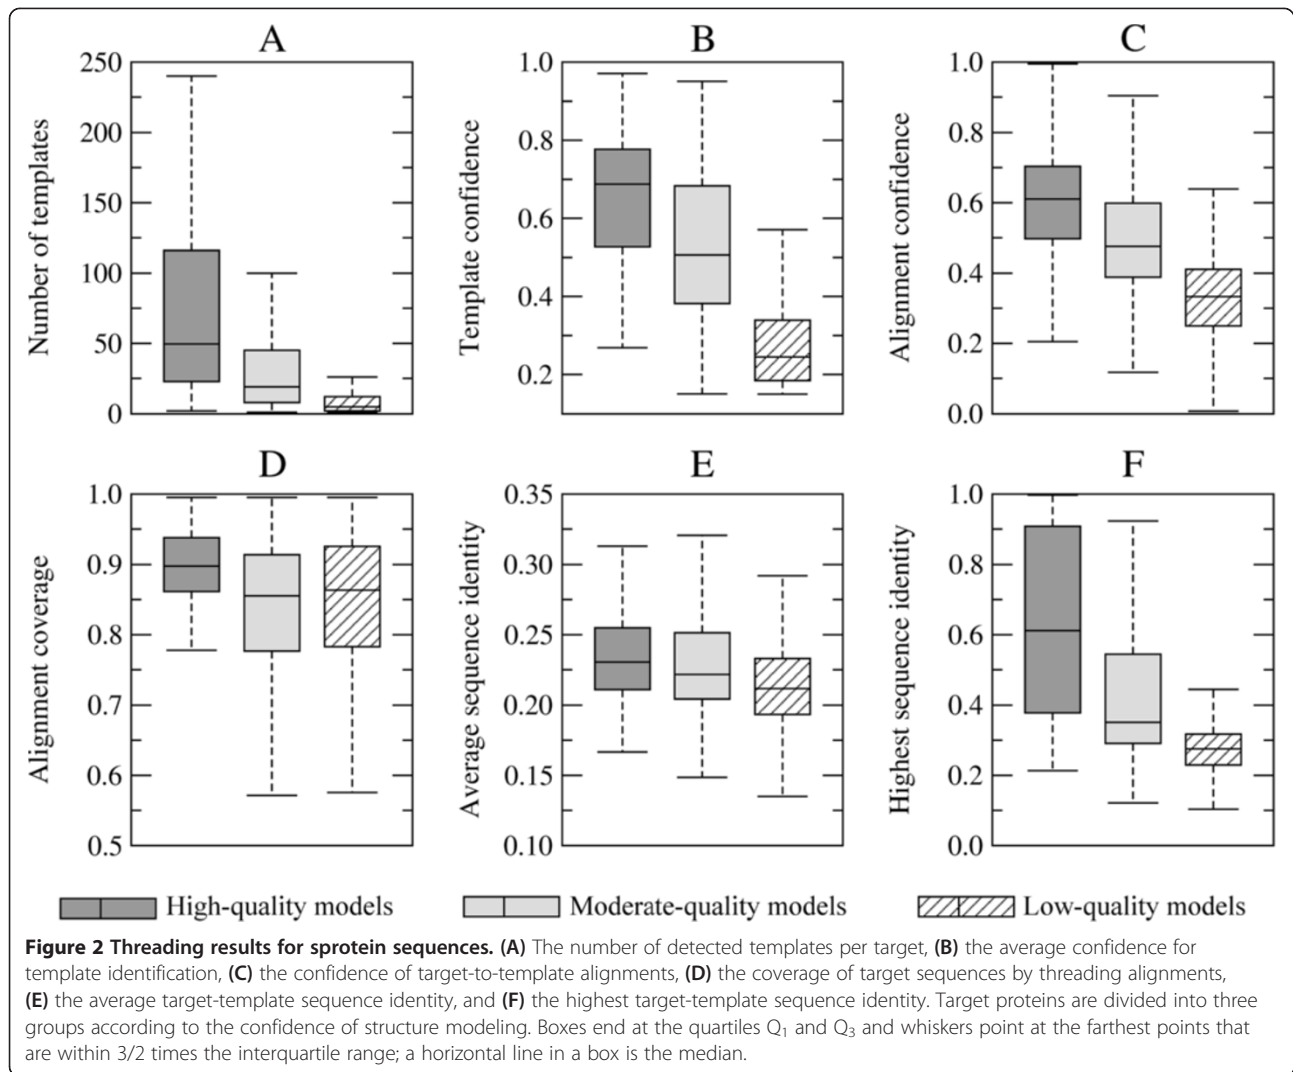 A
B
C
Number of templates
250
200
150
100
50
0
Template confidence
1.0
0.8
0.6
0.4
0.2
Alignment confidence
1.0
0.8
0.6
0.4
0.2
0.0
D
E
F
Alignment coverage
1.0
0.9
0.8
0.7
0.6
0.5
Average sequence identity
0.35
0.30
0.25
0.20
0.15
0.10
Highest sequence identity
1.0
0.8
0.6
0.4
0.2
0.0
High-quality models
Moderate-quality models
Low-quality models
Figure 2 Threading results for sprotein sequences. (A) The number of detected templates per target, (B) the average confidence for
template identification, (C) the confidence of target-to-template alignments, (D) the coverage of target sequences by threading alignments,
(E) the average target-template sequence identity, and (F) the highest target-template sequence identity. Target proteins are divided into three
groups according to the confidence of structure modeling. Boxes end at the quartiles Q1 and Q3 and whiskers point at the farthest points that
are within 3/2 times the interquartile range; a horizontal line in a box is the median.